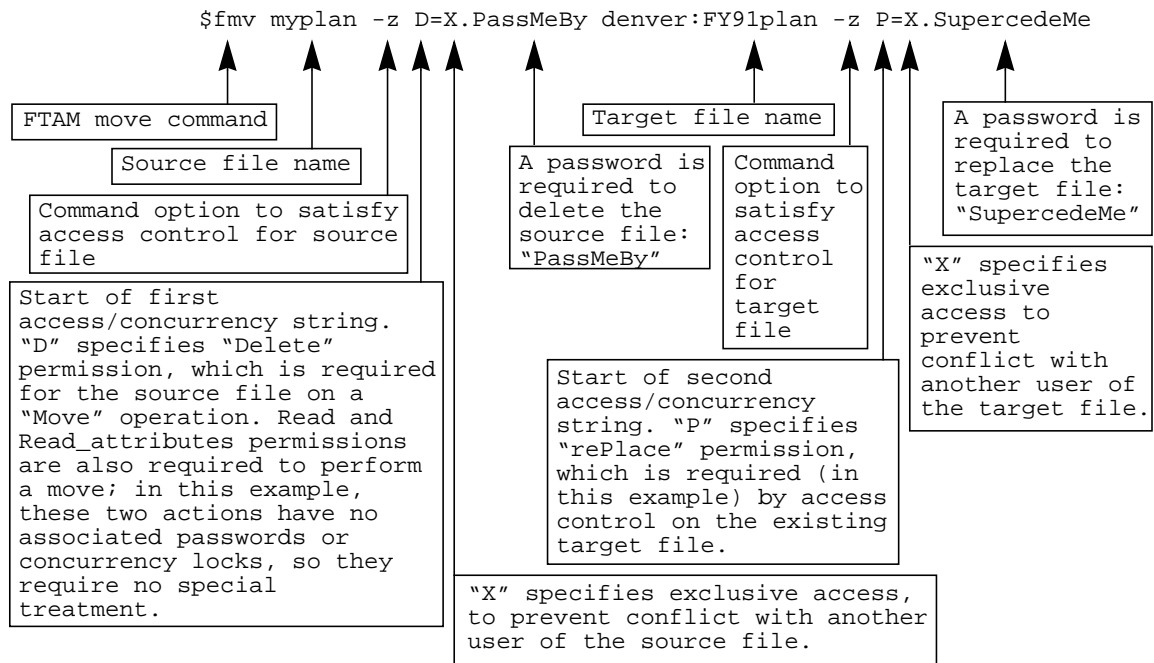 $fmv myplan -z D=X.PassMeBy denver:FY91plan -z P=X.SupercedeMe
FTAM move command
Source file name
Command option to satisfy
access control for source
file
Start of first
access/concurrency string.
“D” specifies “Delete”
permission, which is required
for the source file on a
“Move” operation. Read and
Read_attributes permissions
are also required to perform
a move; in this example,
these two actions have no
associated passwords or
concurrency locks, so they
require no special
treatment.
“X” specifies exclusive access,
to prevent conflict with another
user of the source file.
A password is
required to
delete the
source file:
“PassMeBy”
Target file name
Command
option to
satisfy
access
control
for
target
file
Start of second
access/concurrency
string. “P” specifies
“rePlace” permission,
which is required (in
this example) by access
control on the existing
target file.
“X” specifies
exclusive
access to
prevent
conflict with
another user of
the target file.
A password is
required to
replace the
target file:
“SupercedeMe”